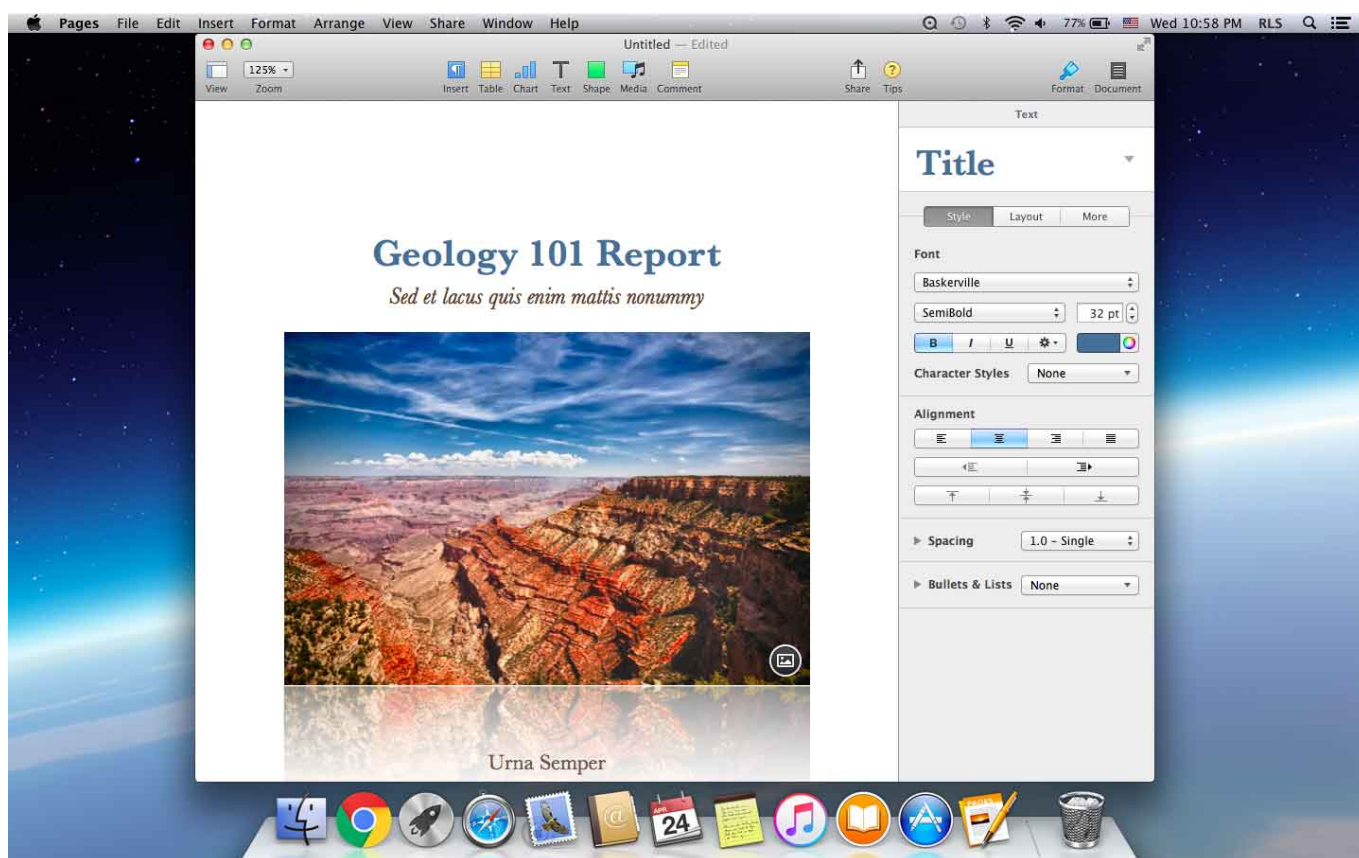 Pages File Edit Insert Format Arrange View Share Window Help 77% Wed 10:58 PM RLS
Untitled — Edited
125%
View Zoom Insert Table Chart Text Shape Media Comment Share Tips Format Document
Text
Title
Style Layout More
Geology 101 Report
Sed et lacus quis enim mattis nonummy
Font
Baskerville
SemiBold 32 pt
B I U
Character Styles None
Alignment
Spacing 1.0 – Single
Bullets & Lists None
Urna Semper
APR
24
PAGES